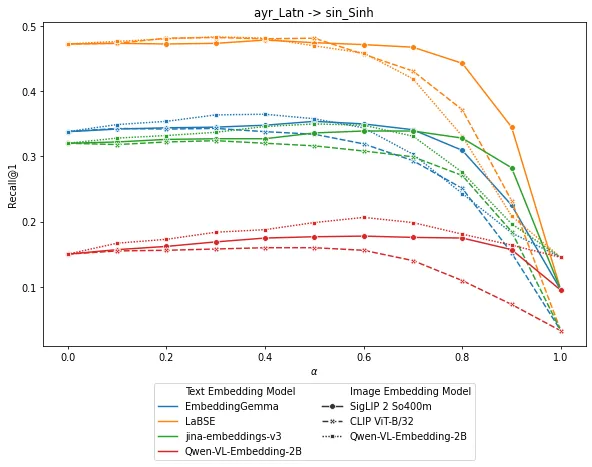 ayr_Latn -> sin_Sinh
Recall@1
0.5
0.4
0.3
0.2
0.1
0.0 0.2 0.4 0.6 0.8 1.0
α
Text Embedding Model
EmbeddingGemma
LaBSE
jina-embeddings-v3
Qwen-VL-Embedding-2B
Image Embedding Model
SigLIP 2 So400m
CLIP ViT-B/32
Qwen-VL-Embedding-2B